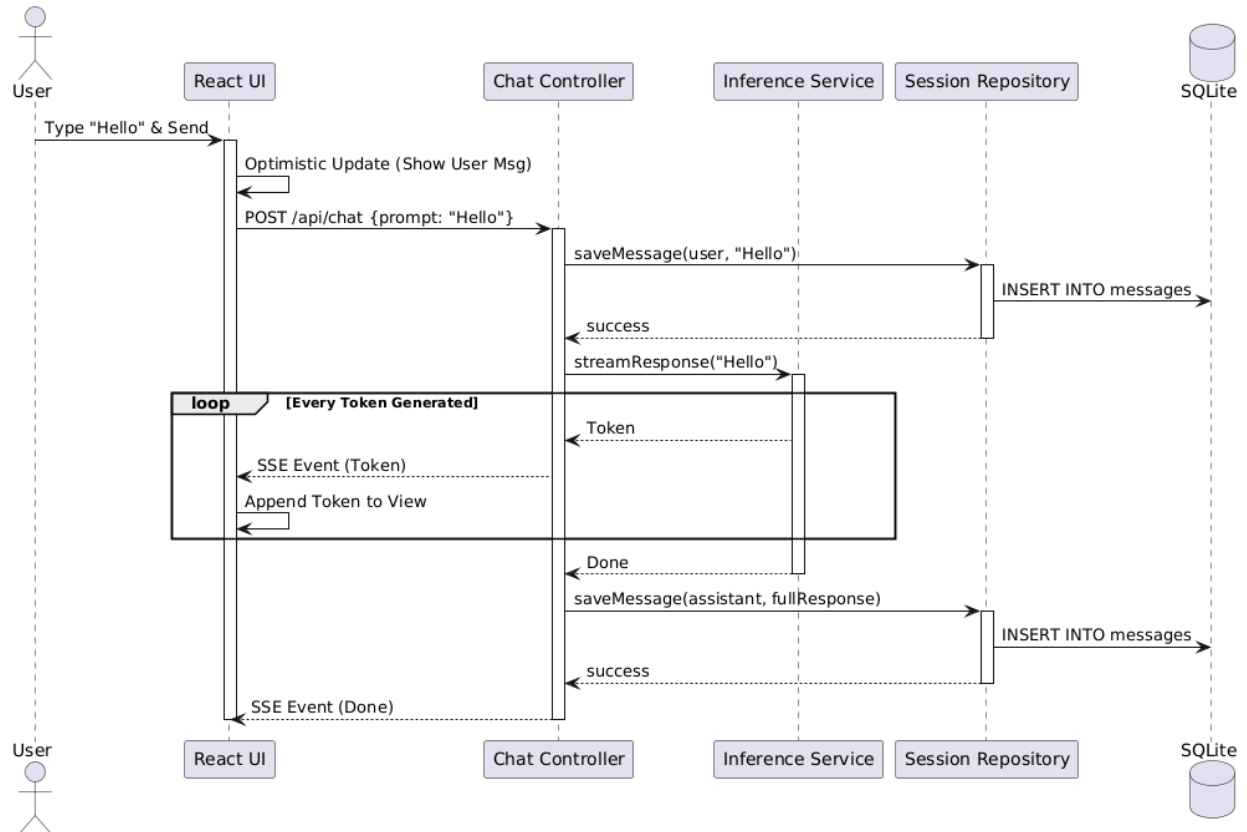 User
React UI
Chat Controller
Inference Service
Session Repository
SQLite
Type "Hello" & Send
Optimistic Update (Show User Msg)
POST /api/chat {prompt: "Hello"}
saveMessage(user, "Hello")
INSERT INTO messages
success
streamResponse("Hello")
loop
[Every Token Generated]
Token
SSE Event (Token)
Append Token to View
Done
saveMessage(assistant, fullResponse)
INSERT INTO messages
success
SSE Event (Done)
User
React UI
Chat Controller
Inference Service
Session Repository
SQLite